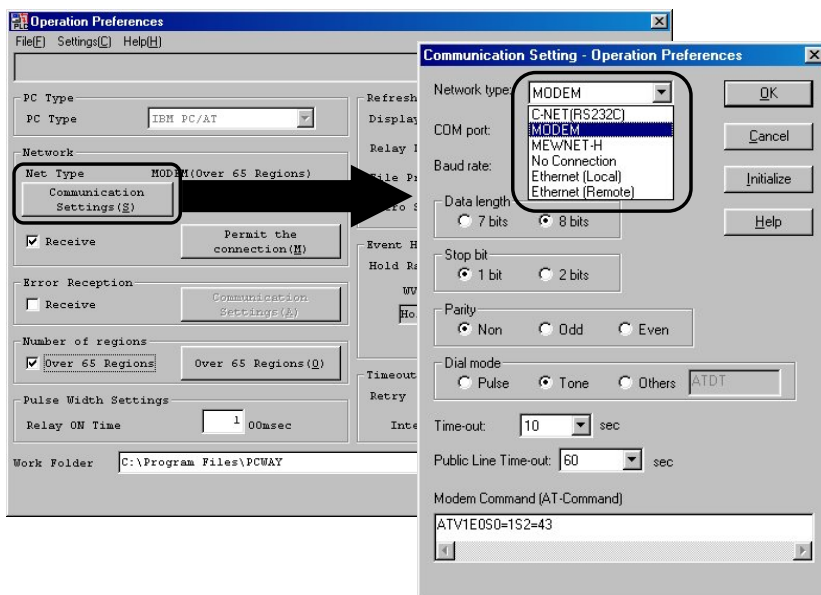 Operation Preferences
File(F) Settings(C) Help(H)
PC Type
PC Type IBM PC/AT
Network
Net Type MODEM(Over 65 Regions)
Communication
Settings(S)
Receive
Permit the
connection(M)
Error Reception
Receive
Communication
Settings(A)
Number of regions
Over 65 Regions
Over 65 Regions(O)
Pulse Width Settings
Relay ON Time 1 00msec
Work Folder C:\Program Files\PCWAY
Refresh
Display
Relay
Event H
Hold Ra
WV
Ho
Timeout
Retry
Inte
Communication Setting - Operation Preferences
Network type: MODEM
C-NET(RS232C)
MODEM
MEWNET-H
No Connection
Ethernet (Local)
Ethernet (Remote)
COM port:
Baud rate:
OK
Cancel
Initialize
Help
Data length
7 bits 8 bits
Stop bit
1 bit 2 bits
Parity
Non Odd Even
Dial mode
Pulse Tone Others ATDT
Time-out: 10 sec
Public Line Time-out: 60 sec
Modem Command (AT-Command)
ATV1E0S0=1S2=43